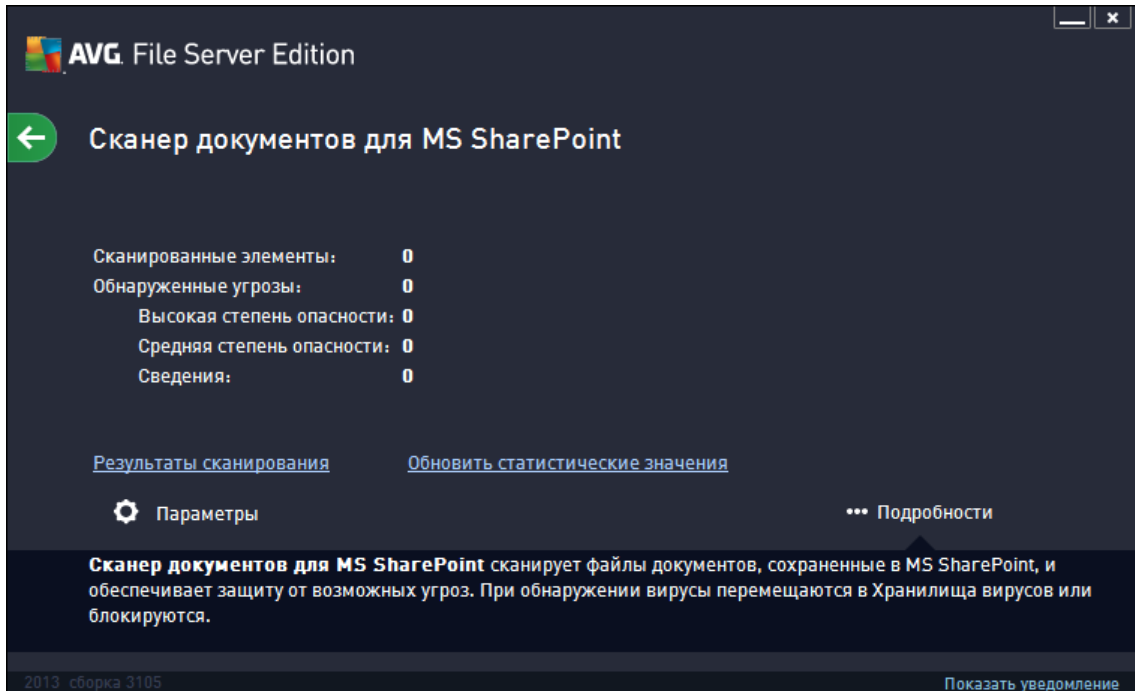 AVG. File Server Edition
Сканер документов для MS SharePoint
Сканированные элементы: 0
Обнаруженные угрозы: 0
Высокая степень опасности: 0
Средняя степень опасности: 0
Сведения: 0
Результаты сканирования Обновить статистические значения
Параметры ••• Подробности
Сканер документов для MS SharePoint сканирует файлы документов, сохраненные в MS SharePoint, и
обеспечивает защиту от возможных угроз. При обнаружении вирусы перемещаются в Хранилища вирусов или
блокируются.
2013 сборка 3105 Показать уведомление